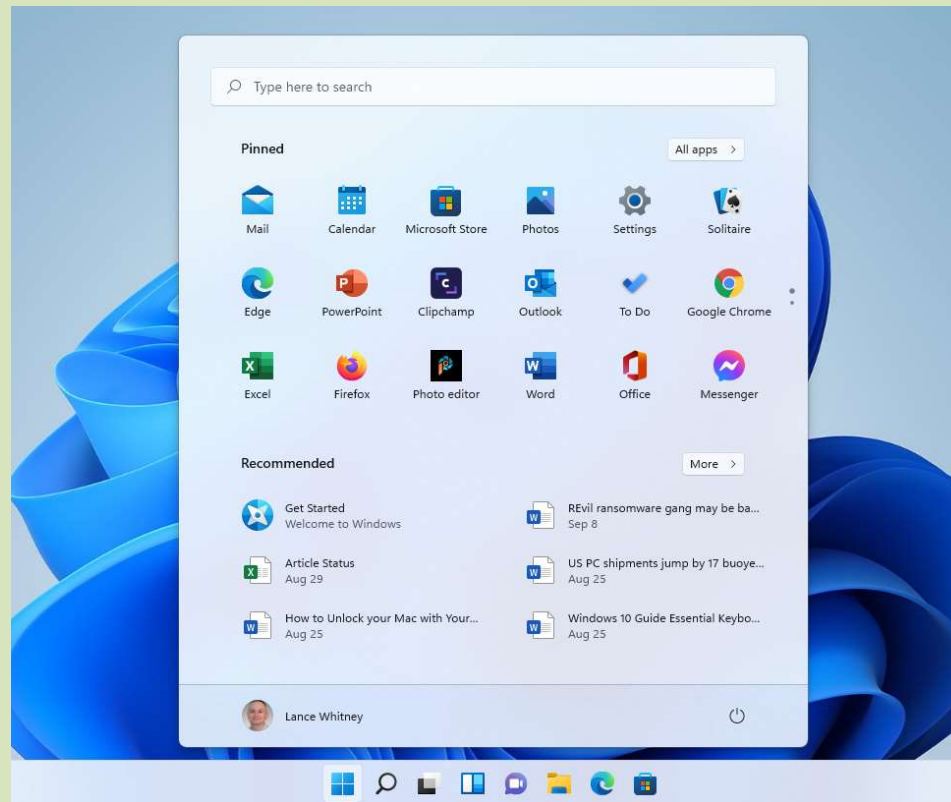 Type here to search
Pinned
All apps >
Mail
Calendar
Microsoft Store
Photos
Settings
Solitaire
Edge
PowerPoint
Clipchamp
Outlook
To Do
Google Chrome
Excel
Firefox
Photo editor
Word
Office
Messenger
Recommended
More >
Get Started
Welcome to Windows
REvil ransomware gang may be ba...
Sep 8
Article Status
Aug 29
US PC shipments jump by 17 buoye...
Aug 25
How to Unlock your Mac with Your...
Aug 25
Windows 10 Guide Essential Keybo...
Aug 25
Lance Whitney